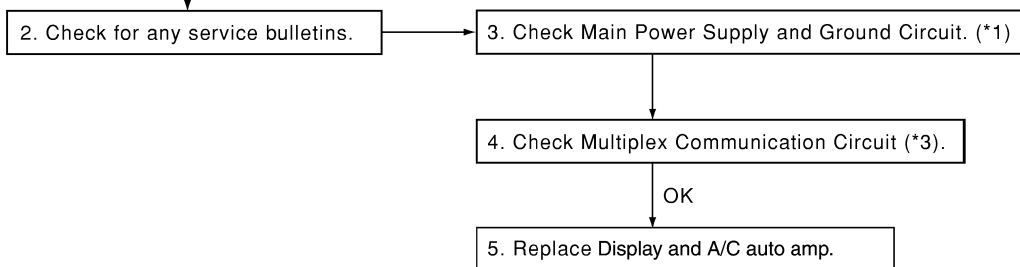 2. Check for any service bulletins.
3. Check Main Power Supply and Ground Circuit. (*1)
4. Check Multiplex Communication Circuit (*3).
OK
5. Replace Display and A/C auto amp.